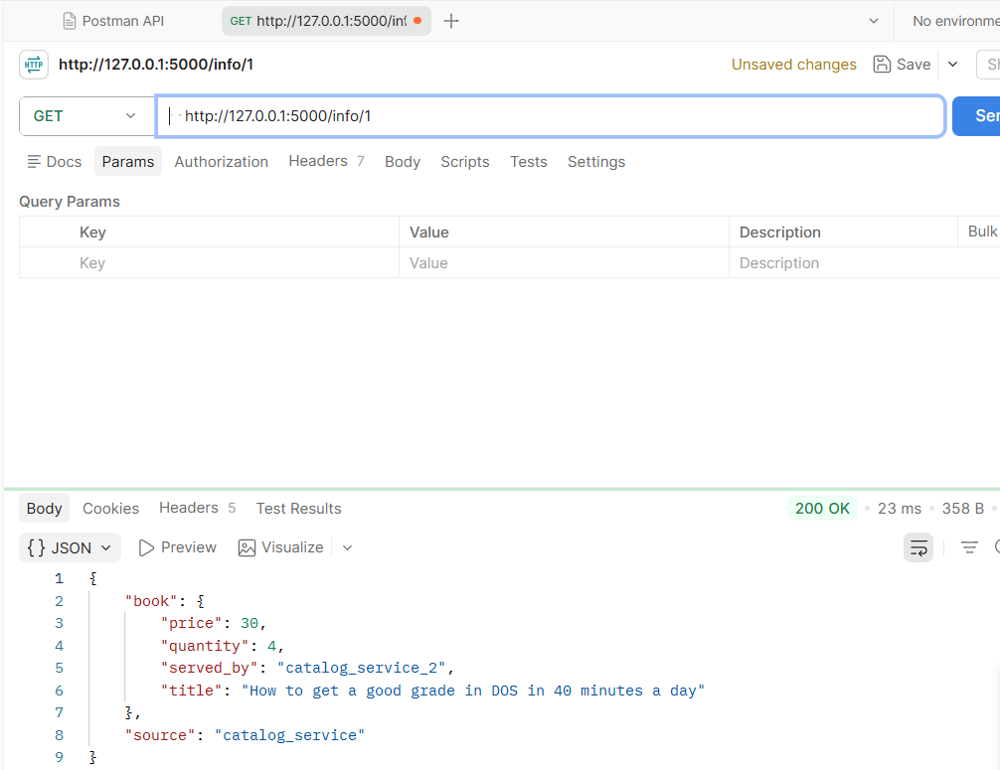 Postman API
GET http://127.0.0.1:5000/inf
No environme
HTTP http://127.0.0.1:5000/info/1
Unsaved changes
Save
GET
http://127.0.0.1:5000/info/1
Docs Params Authorization Headers 7 Body Scripts Tests Settings
Query Params
Key Value Description Bulk
Key Value Description
Body Cookies Headers 5 Test Results 200 OK • 23 ms • 358 B •
{} JSON Preview Visualize
1 {
2 "book": {
3 "price": 30,
4 "quantity": 4,
5 "served_by": "catalog_service_2",
6 "title": "How to get a good grade in DOS in 40 minutes a day"
7 },
8 "source": "catalog_service"
9 }